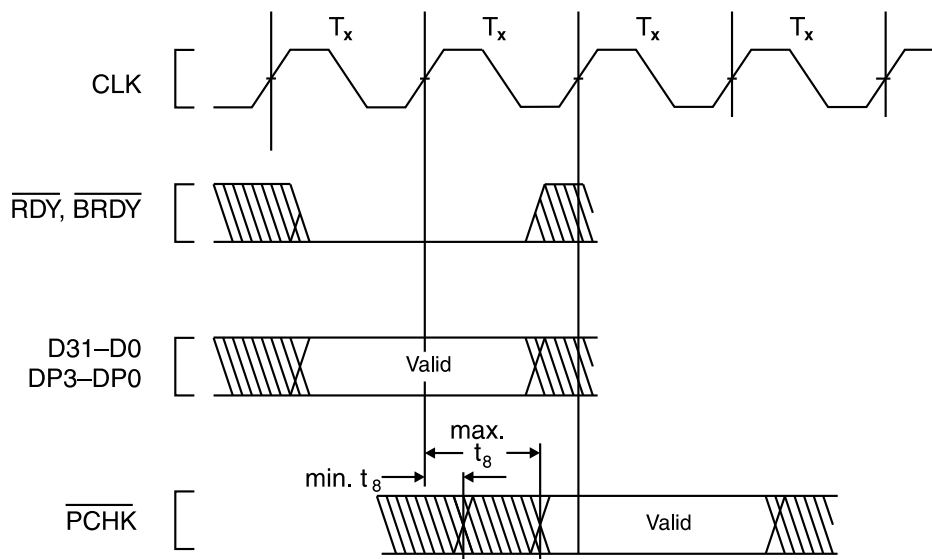 Tx Tx Tx Tx
CLK
RDY, BRDY
D31–D0
DP3–DP0
Valid
max.
t8
min. t8
PCHK
Valid